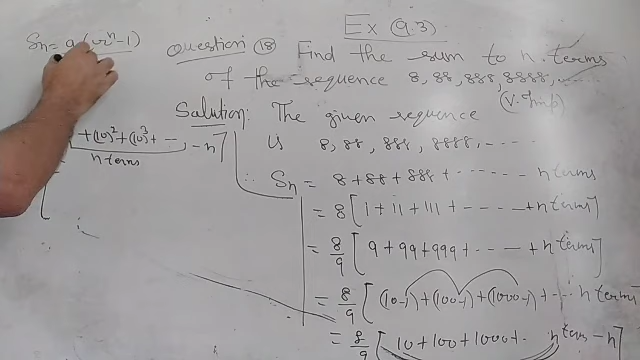 Ex (9.3)
Sn = a(rⁿ-1)
Question (18) Find the sum to n. terms
of the sequence 8, 88, 888, 8888, ......
(V.Imp)
Solution: The given sequence
is 8, 88, 888, 8888, .....
∴ Sn = 8 + 88 + 888 + ...... n terms
= 8 [1 + 11 + 111 + ..... + n terms]
= 8/9 [9 + 99 + 999 + .... + n terms]
= 8/9 [(10-1) + (100-1) + (1000-1) + ... n terms
= 8/9 [10 + 100 + 1000 + . n terms - n]
+ (10)² + (10)³ + ... - n]
n terms